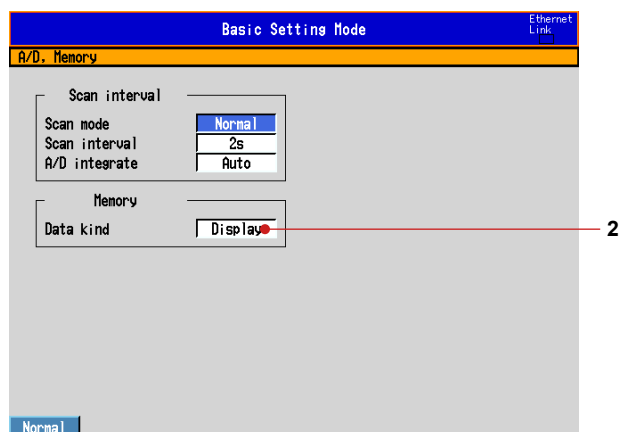 Basic Setting Mode
Ethernet
Link
A/D, Memory
Scan interval
Scan mode Normal
Scan interval 2s
A/D integrate Auto
Memory
Data kind Display
2
Normal